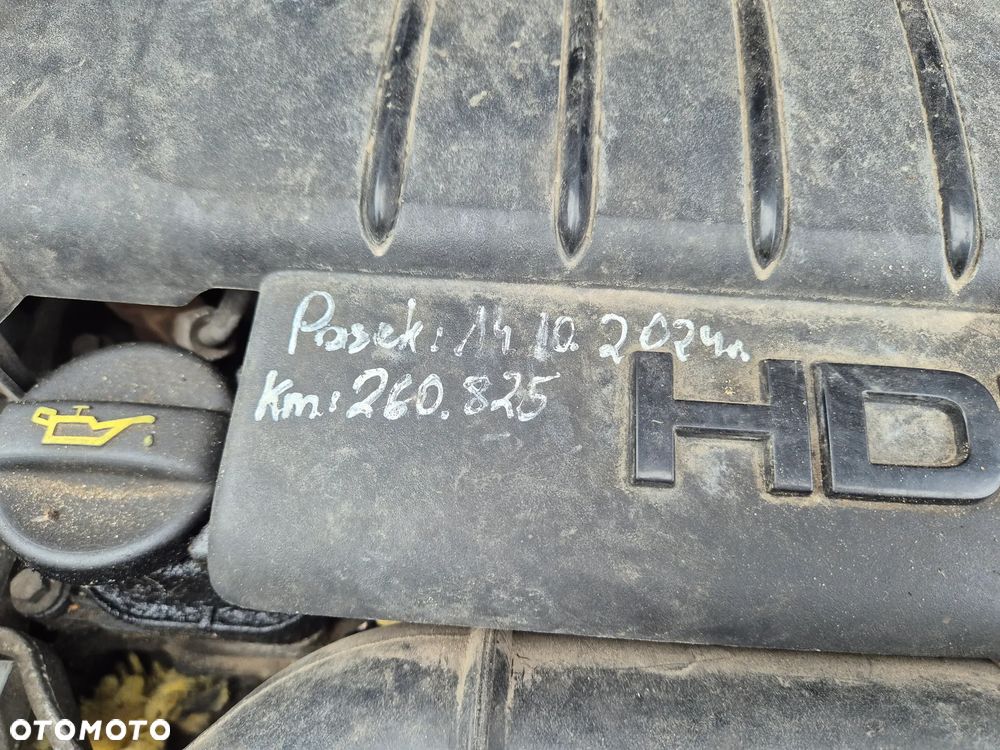 Pasek: 14.10.2024r.
Km: 260.825
HD
OTOMOTO